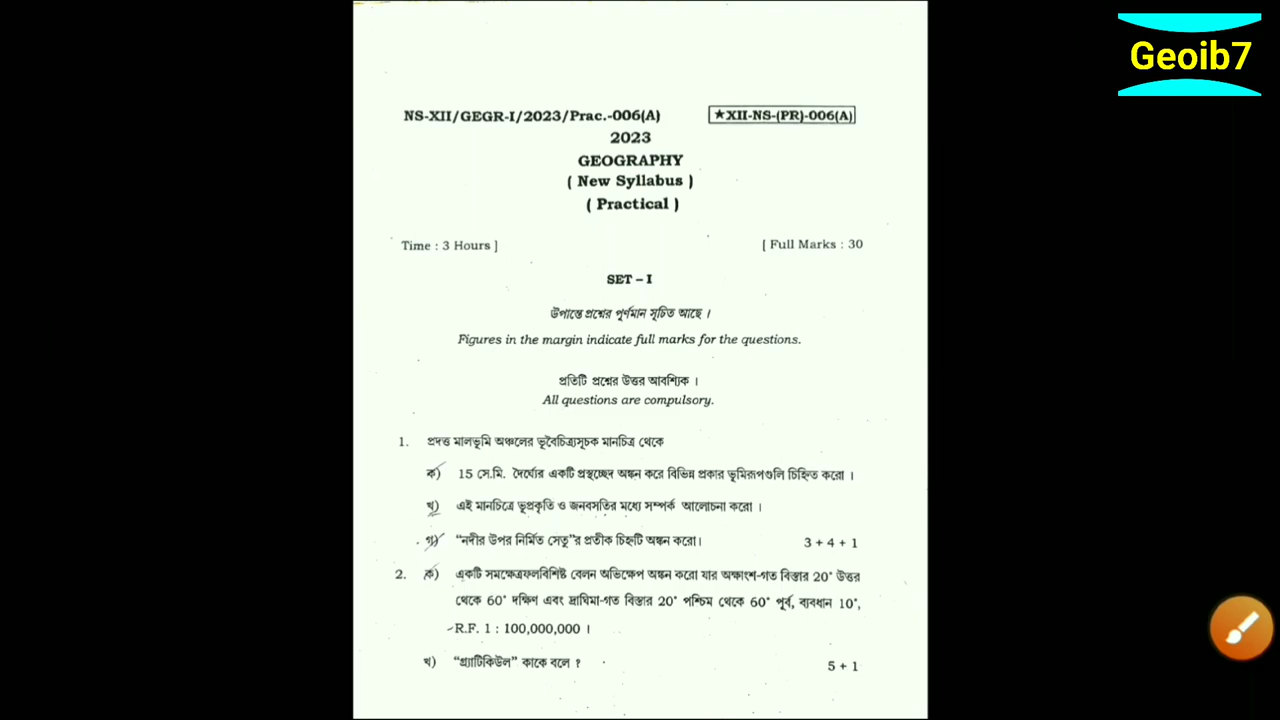 Geoib7
NS-XII/GEGR-I/2023/Prac.-006(A) ★XII-NS-(PR)-006(A)
2023
GEOGRAPHY
( New Syllabus )
( Practical )
Time : 3 Hours ] [ Full Marks : 30
SET – I
উপান্তে প্রশ্নের পূর্ণমান সূচিত আছে ।
Figures in the margin indicate full marks for the questions.
প্রতিটি প্রশ্নের উত্তর আবশ্যিক ।
All questions are compulsory.
1. প্রদত্ত মালভূমি অঞ্চলের ভূবৈচিত্র্যসূচক মানচিত্র থেকে
ক) 15 সে.মি. দৈর্ঘ্যের একটি প্রস্থচ্ছেদ অঙ্কন করে বিভিন্ন প্রকার ভূমিরূপগুলি চিহ্নিত করো ।
খ) এই মানচিত্রে ভূপ্রকৃতি ও জনবসতির মধ্যে সম্পর্ক আলোচনা করো ।
গ) “নদীর উপর নির্মিত সেতু”র প্রতীক চিহ্নটি অঙ্কন করো। 3 + 4 + 1
2. ক) একটি সমক্ষেত্রফলবিশিষ্ট বেলন অভিক্ষেপ অঙ্কন করো যার অক্ষাংশ-গত বিস্তার 20° উত্তর
থেকে 60° দক্ষিণ এবং দ্রাঘিমা-গত বিস্তার 20° পশ্চিম থেকে 60° পূর্ব, ব্যবধান 10°,
R.F. 1 : 100,000,000 ।
খ) “গ্র্যাটিকিউল” কাকে বলে ? 5 + 1